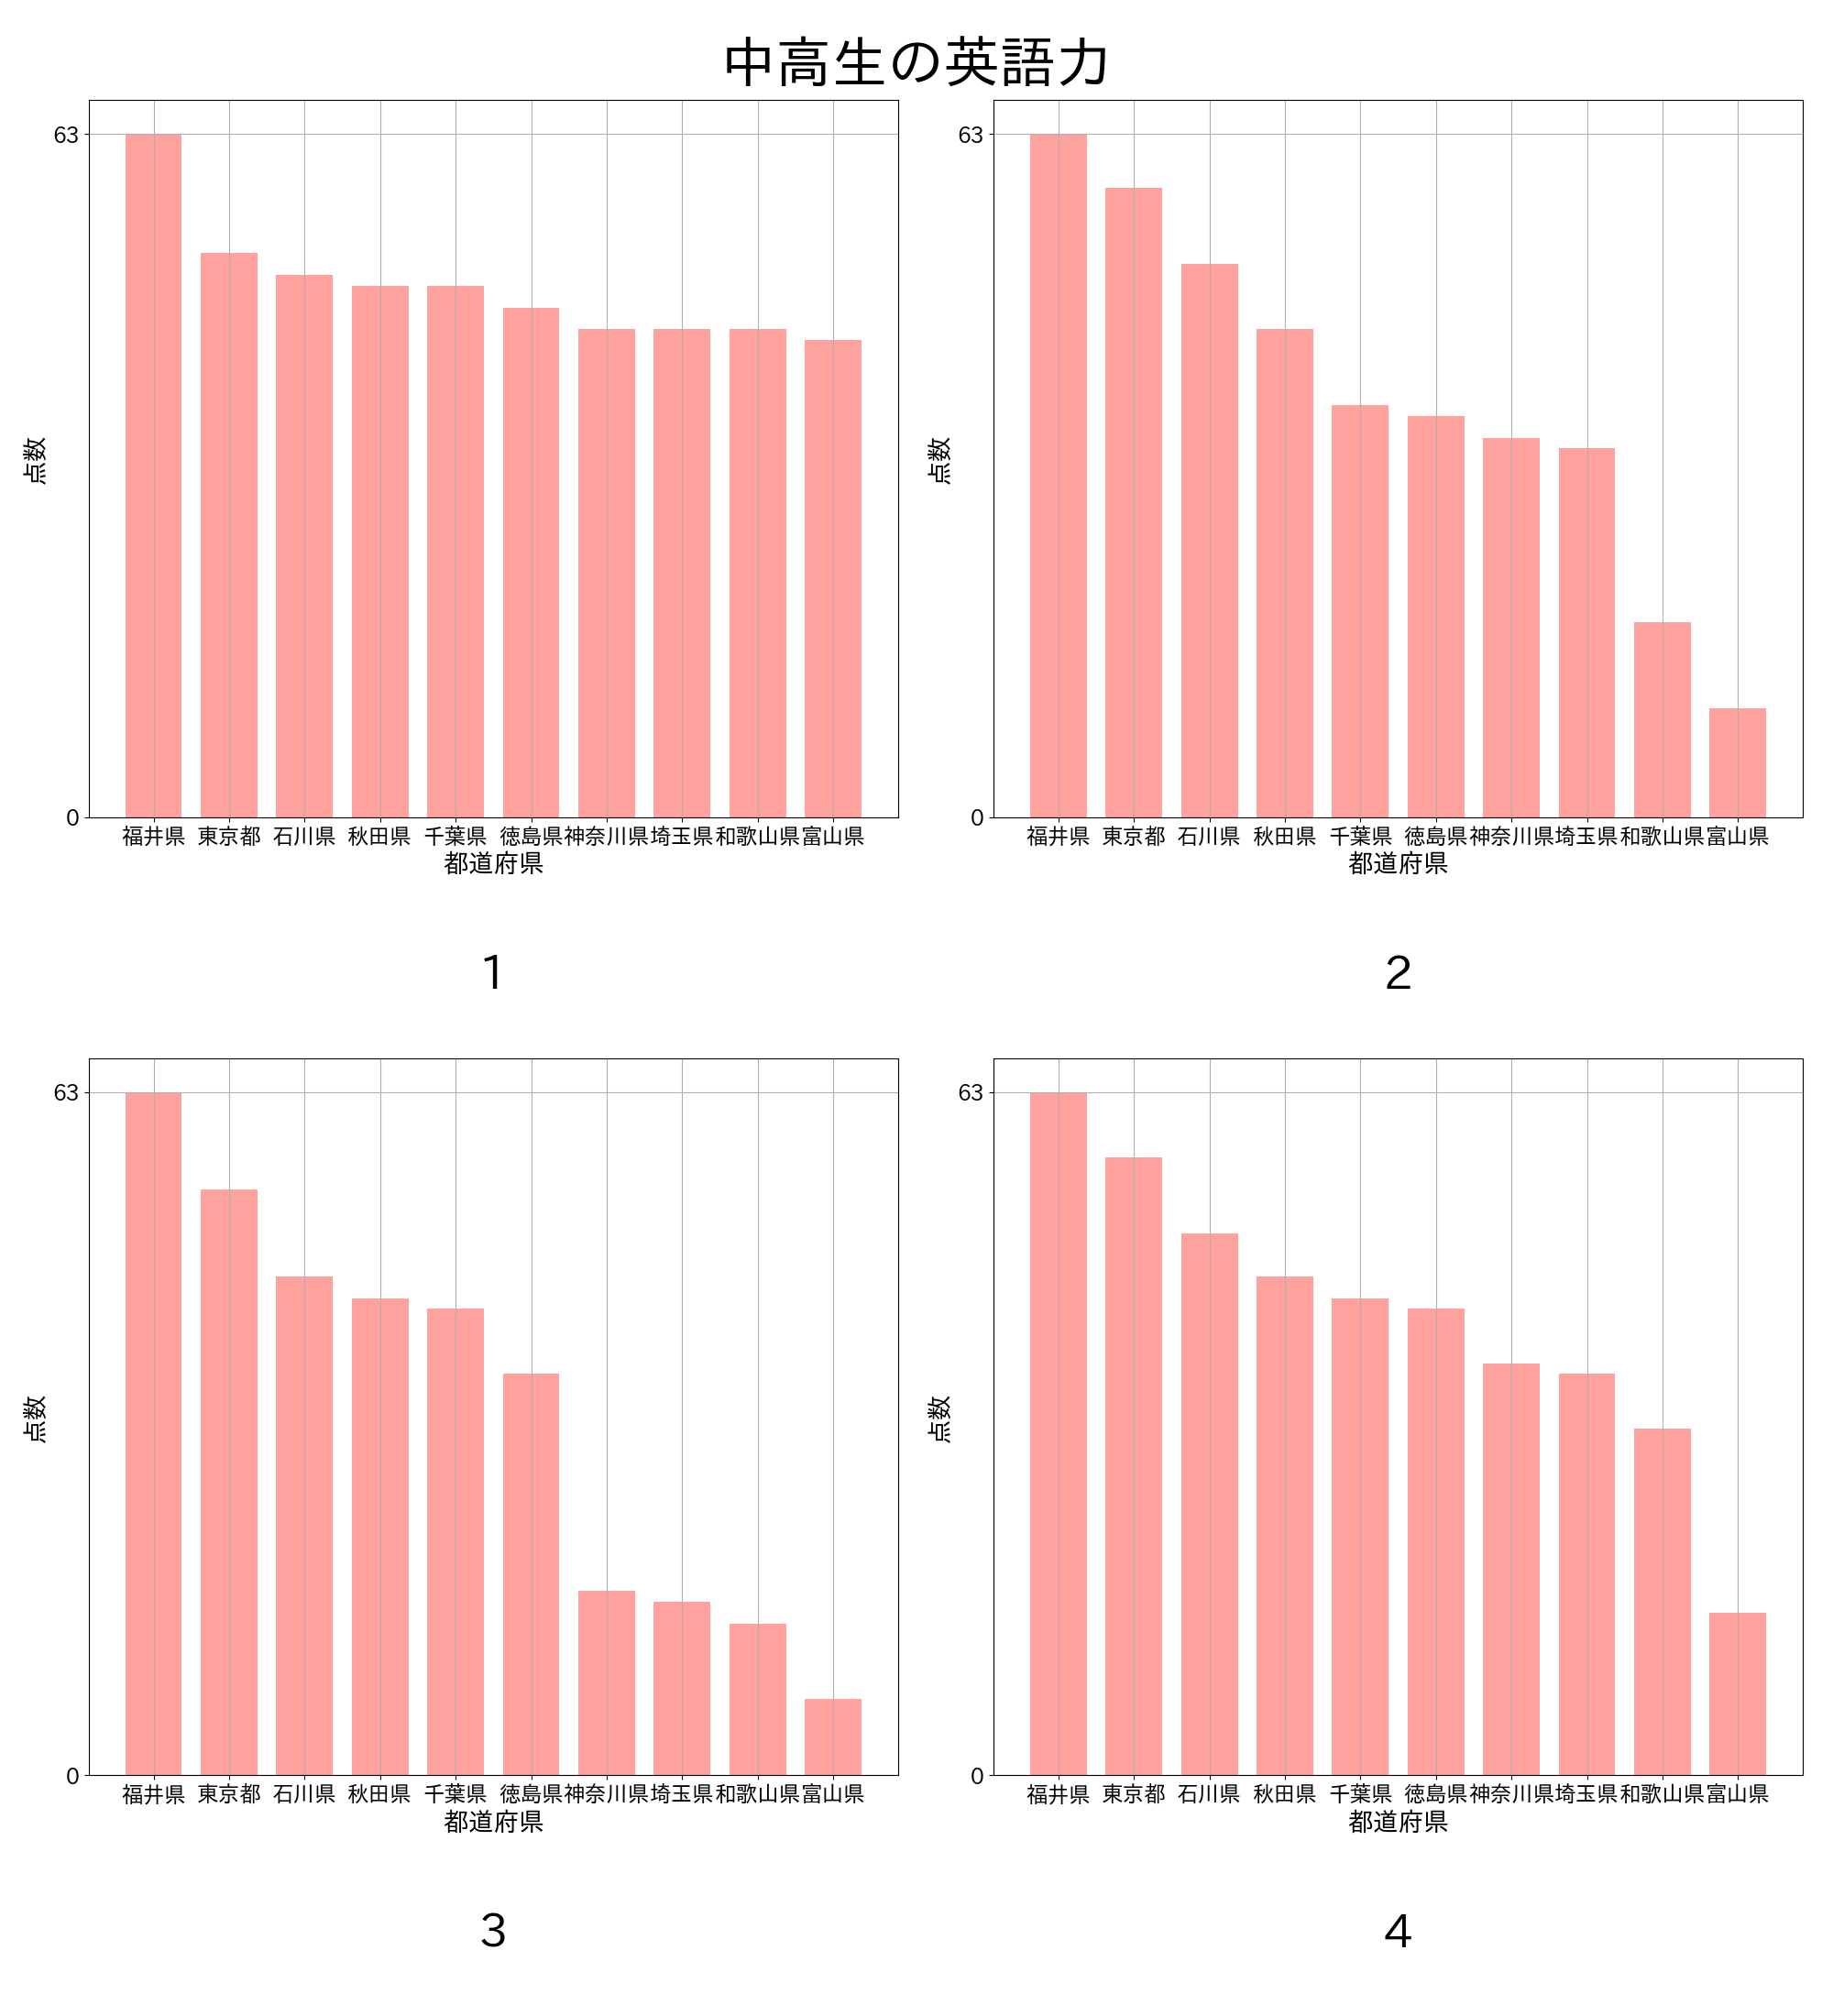 中高生の英語力
63
0
点数
福井県 東京都 石川県 秋田県 千葉県 徳島県 神奈川県 埼玉県 和歌山県 富山県
都道府県
1
63
0
点数
福井県 東京都 石川県 秋田県 千葉県 徳島県 神奈川県 埼玉県 和歌山県 富山県
都道府県
2
63
0
点数
福井県 東京都 石川県 秋田県 千葉県 徳島県 神奈川県 埼玉県 和歌山県 富山県
都道府県
3
63
0
点数
福井県 東京都 石川県 秋田県 千葉県 徳島県 神奈川県 埼玉県 和歌山県 富山県
都道府県
4